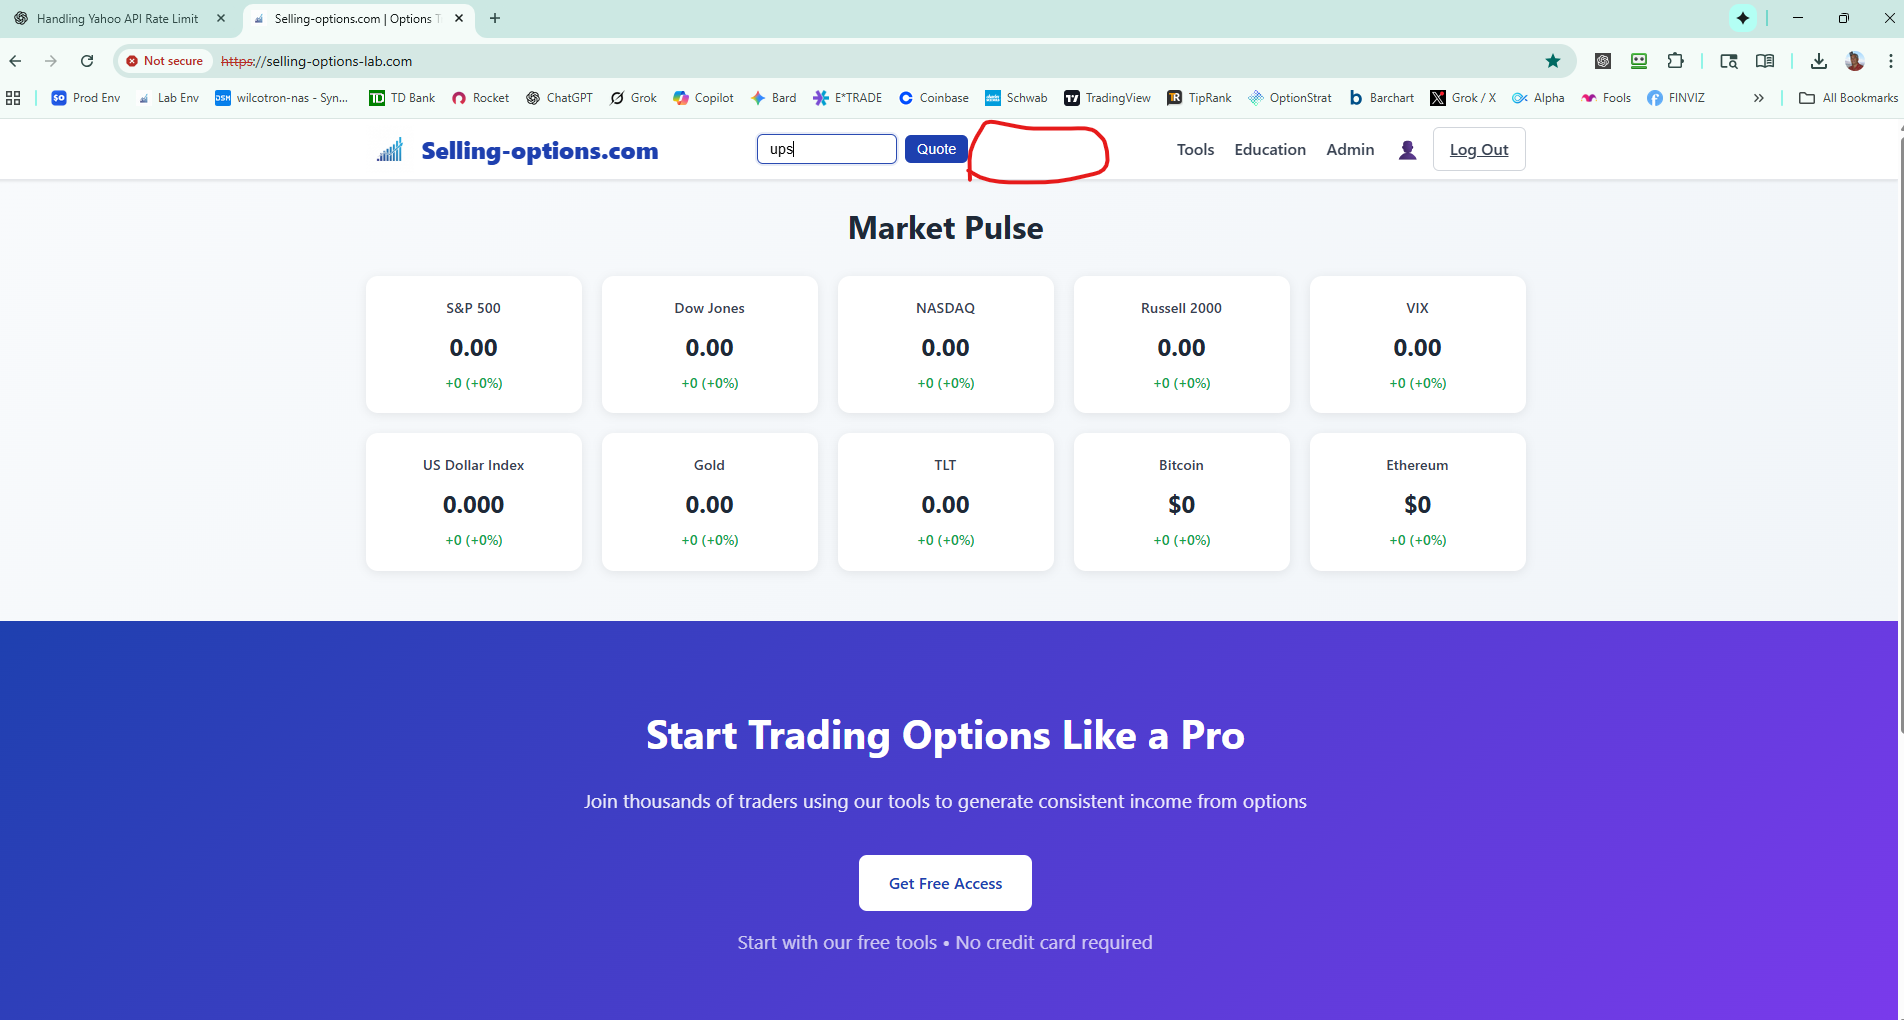 Handling Yahoo API Rate Limit
Selling-options.com | Options T
Not secure
https://selling-options-lab.com
Prod Env
Lab Env
DSM
wilcotron-nas - Syn...
TD
TD Bank
Rocket
ChatGPT
Grok
Copilot
Bard
E*TRADE
Coinbase
Schwab
TradingView
TipRank
OptionStrat
Barchart
Grok / X
Alpha
Fools
FINVIZ
All Bookmarks
Selling-options.com
ups
Quote
Tools
Education
Admin
Log Out
Market Pulse
S&P 500
0.00
+0 (+0%)
Dow Jones
0.00
+0 (+0%)
NASDAQ
0.00
+0 (+0%)
Russell 2000
0.00
+0 (+0%)
VIX
0.00
+0 (+0%)
US Dollar Index
0.000
+0 (+0%)
Gold
0.00
+0 (+0%)
TLT
0.00
+0 (+0%)
Bitcoin
$0
+0 (+0%)
Ethereum
$0
+0 (+0%)
Start Trading Options Like a Pro
Join thousands of traders using our tools to generate consistent income from options
Get Free Access
Start with our free tools • No credit card required